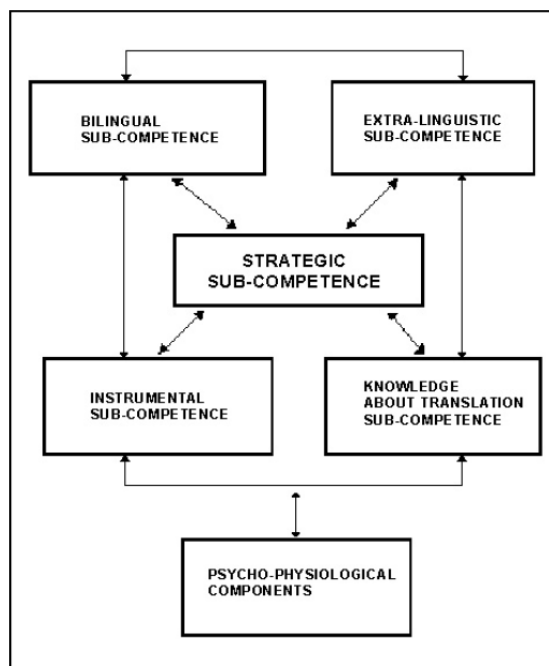 BILINGUAL
SUB-COMPETENCE
EXTRA-LINGUISTIC
SUB-COMPETENCE
STRATEGIC
SUB-COMPETENCE
INSTRUMENTAL
SUB-COMPETENCE
KNOWLEDGE
ABOUT TRANSLATION
SUB-COMPETENCE
PSYCHO-PHYSIOLOGICAL
COMPONENTS